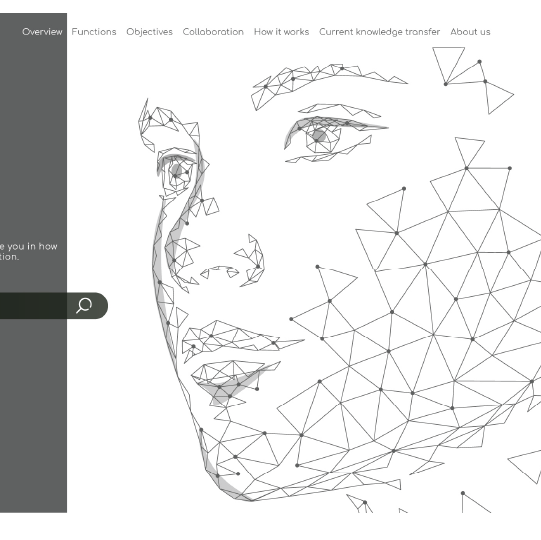 Overview Functions Objectives Collaboration How it works Current knowledge transfer About us
e you in how
tion.